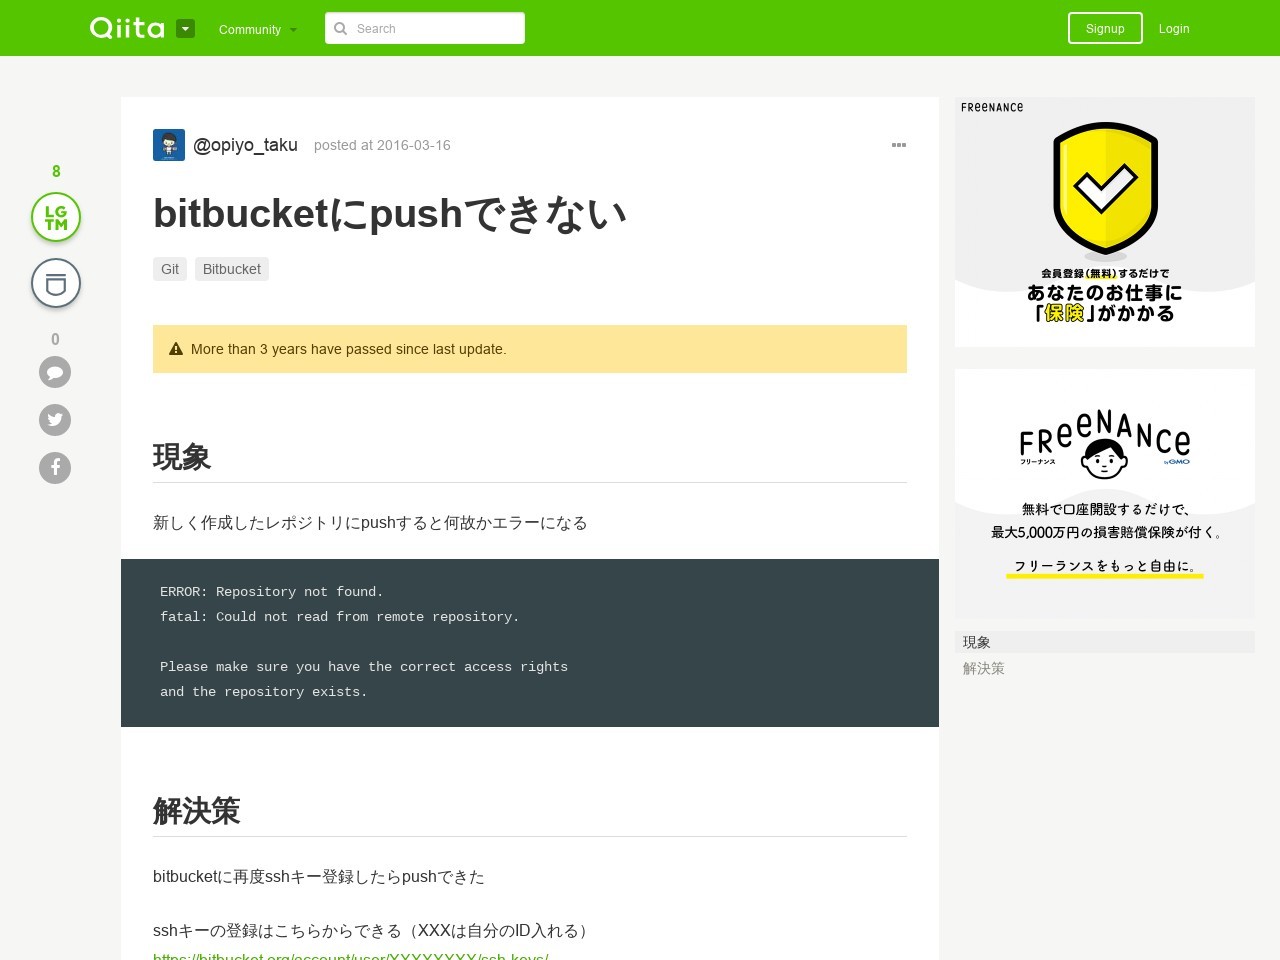 Qiita
Community
Search
Signup
Login
8
LG
TM
0
@opiyo_taku posted at 2016-03-16
bitbucketにpushできない
Git Bitbucket
More than 3 years have passed since last update.
現象
新しく作成したレポジトリにpushすると何故かエラーになる
ERROR: Repository not found.
fatal: Could not read from remote repository.
Please make sure you have the correct access rights
and the repository exists.
解決策
bitbucketに再度sshキー登録したらpushできた
sshキーの登録はこちらからできる（XXXは自分のID入れる）
https://bitbucket.org/account/user/XXXXXXXX/ssh-keys/
FREENANCE
会員登録(無料)するだけで
あなたのお仕事に
「保険」がかかる
FREENANCE
フリーナンス
byGMO
無料で口座開設するだけで、
最大5,000万円の損害賠償保険が付く。
フリーランスをもっと自由に。
現象
解決策